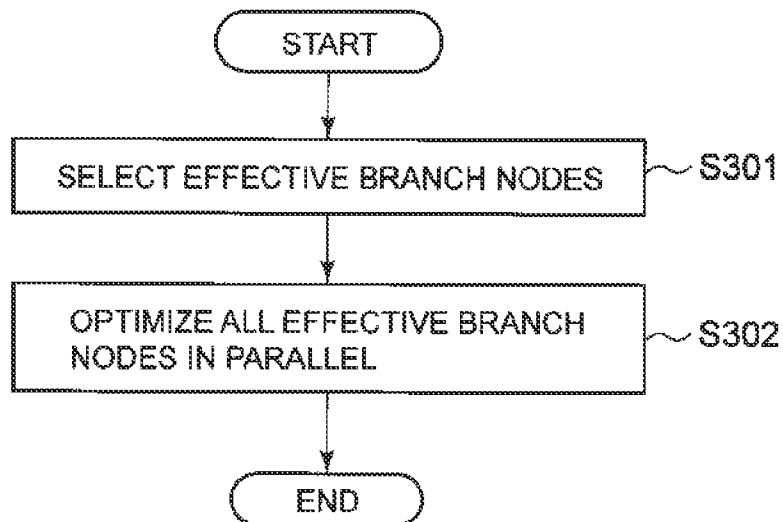 START
SELECT EFFECTIVE BRANCH NODES
S301
OPTIMIZE ALL EFFECTIVE BRANCH
NODES IN PARALLEL
S302
END